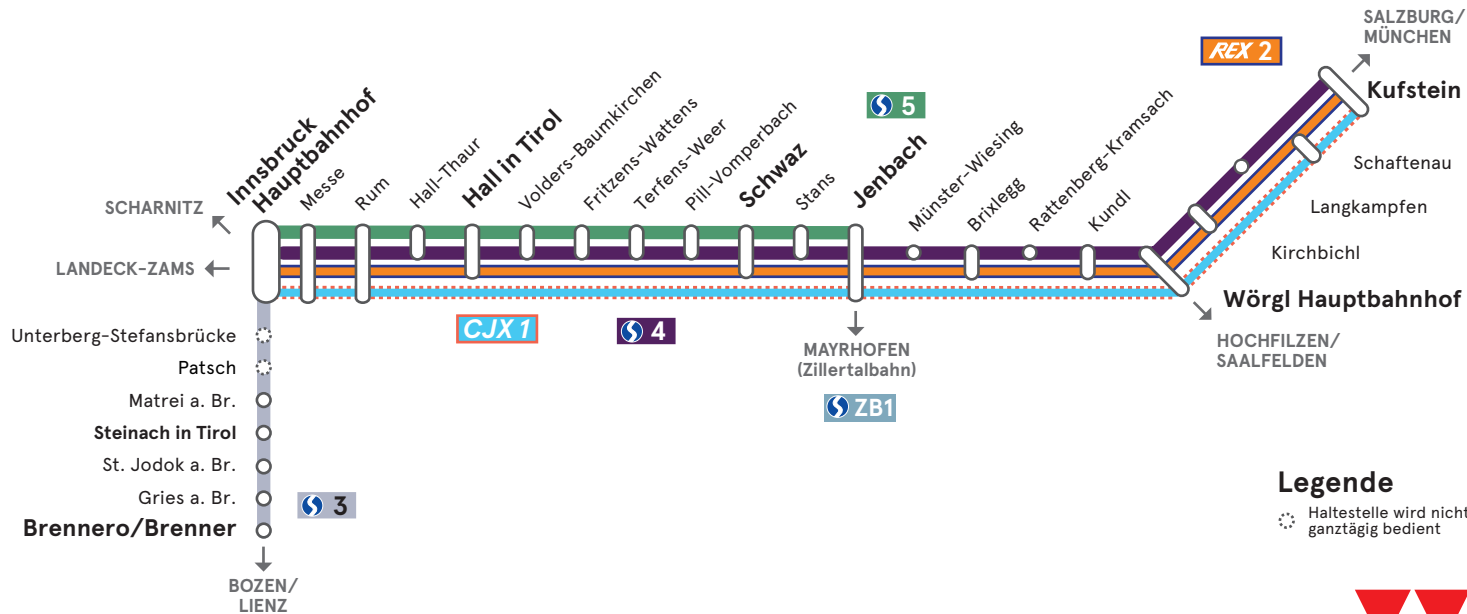 SALZBURG/
MÜNCHEN
REX 2
Kufstein
Schaftenau
Langkampfen
Kirchbichl
Wörgl Hauptbahnhof
HOCHFILZEN/
SAALFELDEN
5
SCHARNITZ
LANDECK-ZAMS
Innsbruck
Hauptbahnhof
Messe
Rum
Hall-Thaur
Hall in Tirol
Volders-Baumkirchen
Fritzens-Wattens
Terfens-Weer
Pill-Vomperbach
Schwaz
Stans
Jenbach
Münster-Wiesing
Brixlegg
Rattenberg-Kramsach
Kundl
CJX 1
4
MAYRHOFEN
(Zillertalbahn)
ZB1
Unterberg-Stefansbrücke
Patsch
Matrei a. Br.
Steinach in Tirol
St. Jodok a. Br.
Gries a. Br.
Brennero/Brenner
3
BOZEN/
LIENZ
Legende
Haltestelle wird nicht
ganztägig bedient